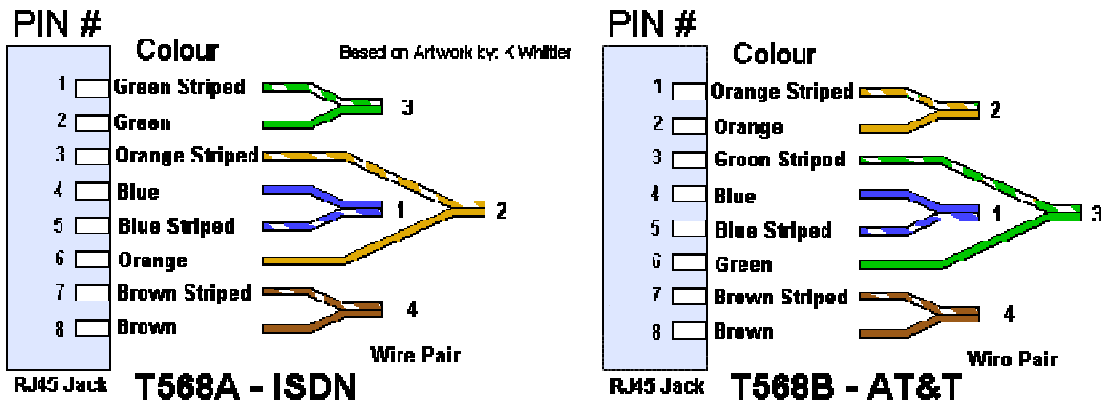 PIN #
Colour
Based on Artwork by: K Whittier
1 Green Striped
2 Green
3 Orange Striped
4 Blue
5 Blue Striped
6 Orange
7 Brown Striped
8 Brown
3
1
2
4
Wire Pair
RJ45 Jack
T568A - ISDN
PIN #
Colour
1 Orange Striped
2 Orange
3 Green Striped
4 Blue
5 Blue Striped
6 Green
7 Brown Striped
8 Brown
2
1
3
4
Wire Pair
RJ45 Jack
T568B - AT&T